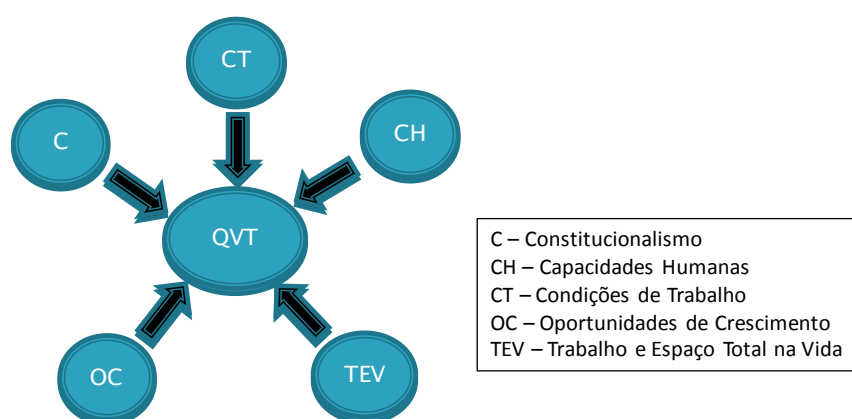 CT
C
CH
QVT
OC
TEV
C – Constitucionalismo
CH – Capacidades Humanas
CT – Condições de Trabalho
OC – Oportunidades de Crescimento
TEV – Trabalho e Espaço Total na Vida